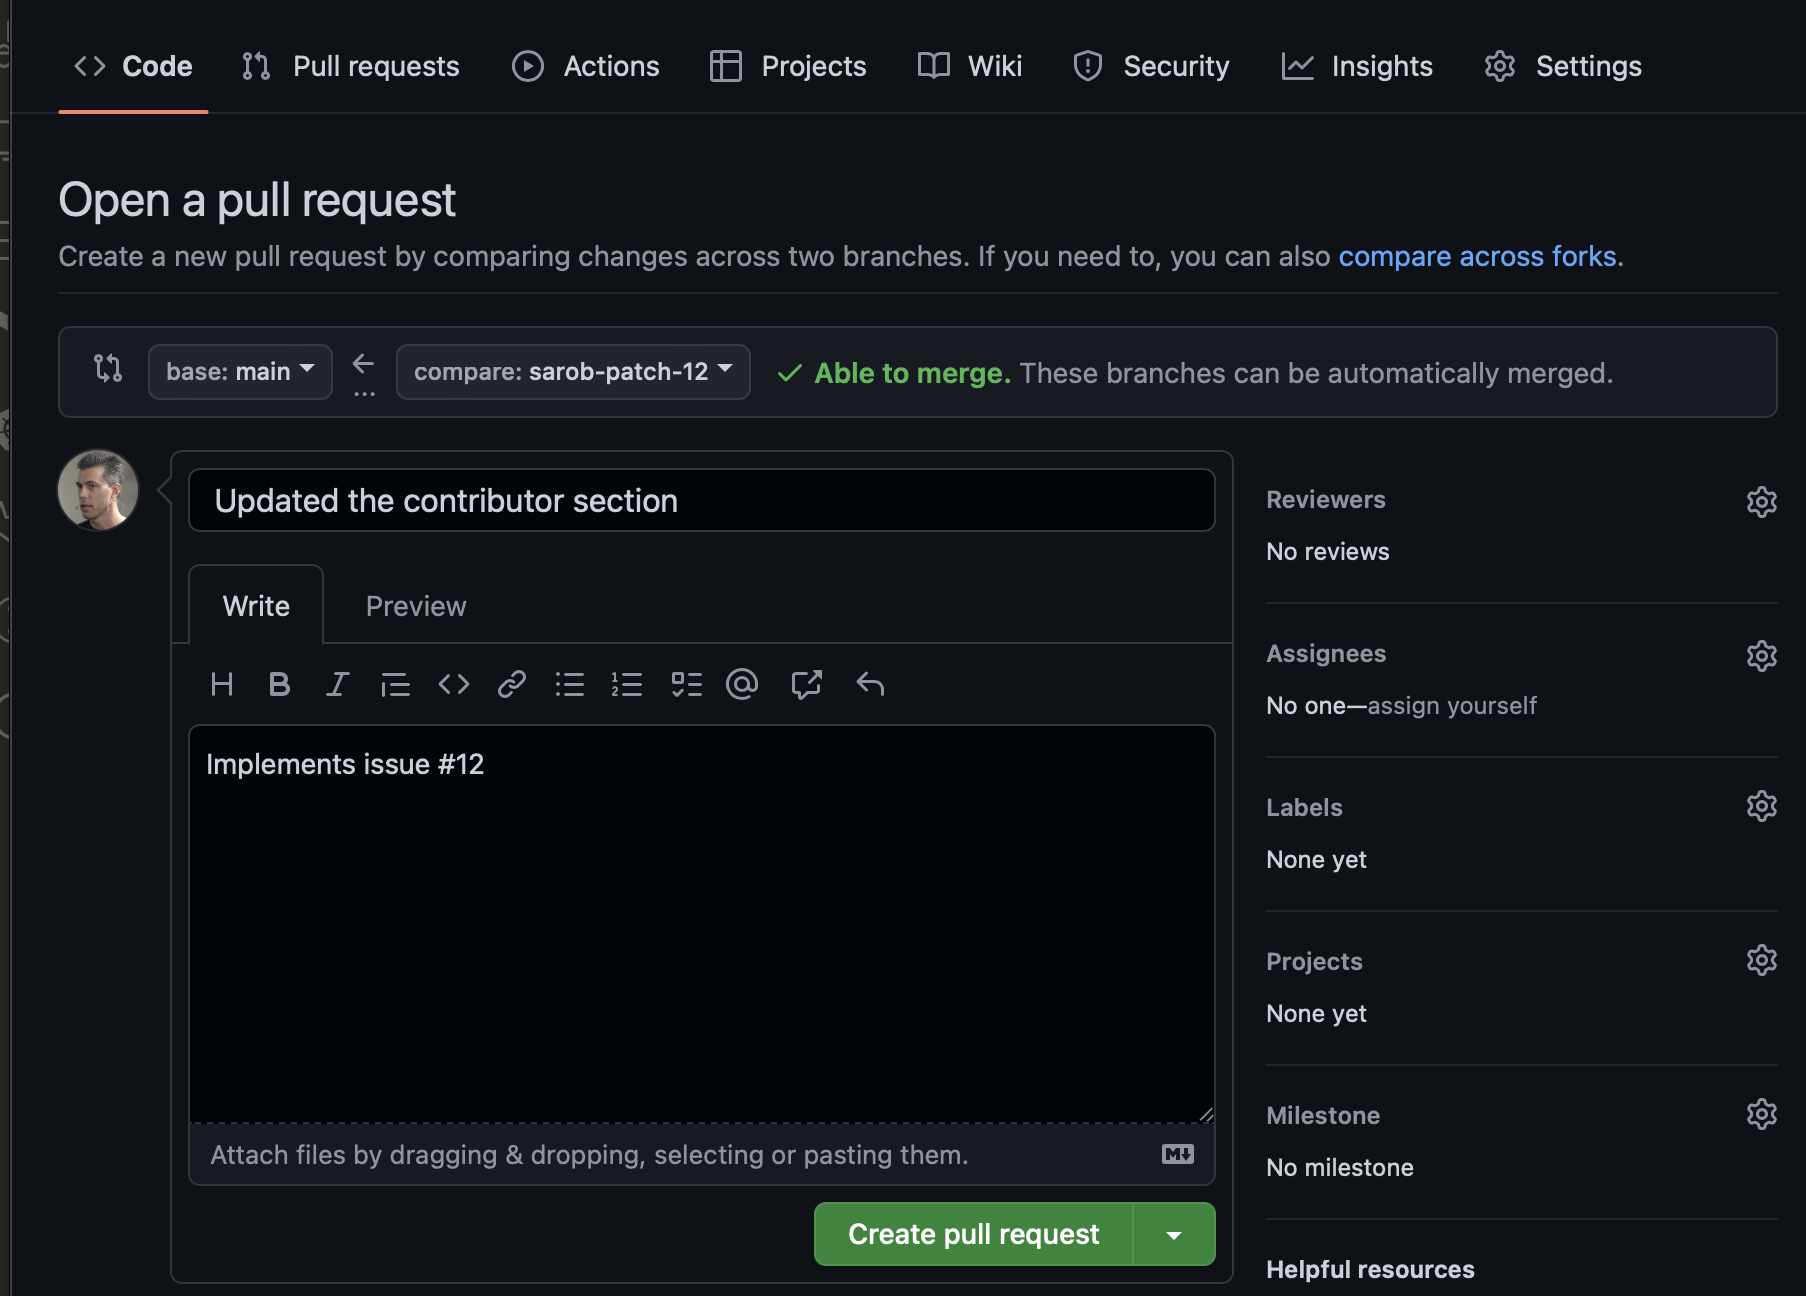 Code Pull requests Actions Projects Wiki Security Insights Settings
Open a pull request
Create a new pull request by comparing changes across two branches. If you need to, you can also compare across forks.
base: main ← ... compare: sarob-patch-12 ✓ Able to merge. These branches can be automatically merged.
Updated the contributor section
Write Preview
Implements issue #12
Attach files by dragging & dropping, selecting or pasting them.
Create pull request
Reviewers
No reviews
Assignees
No one—assign yourself
Labels
None yet
Projects
None yet
Milestone
No milestone
Helpful resources